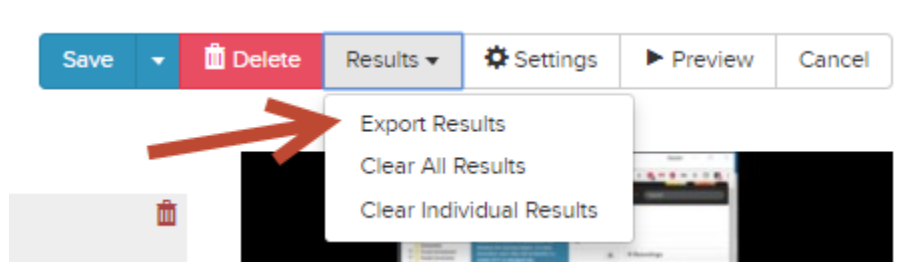 Save Delete Results Settings Preview Cancel
Export Results
Clear All Results
Clear Individual Results